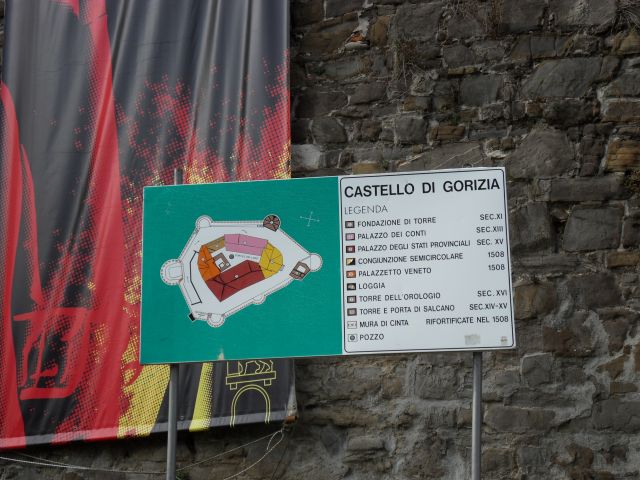 CASTELLO DI GORIZIA
LEGENDA
FONDAZIONE DI TORRE SEC.XI
PALAZZO DEI CONTI SEC.XIII
PALAZZO DEGLI STATI PROVINCIALI SEC. XV
CONGIUNZIONE SEMICIRCOLARE 1508
PALAZZETTO VENETO 1508
LOGGIA
TORRE DELL'OROLOGIO SEC. XVI
TORRE E PORTA DI SALCANO SEC.XIV-XV
MURA DI CINTA RIFORTIFICATE NEL 1508
POZZO